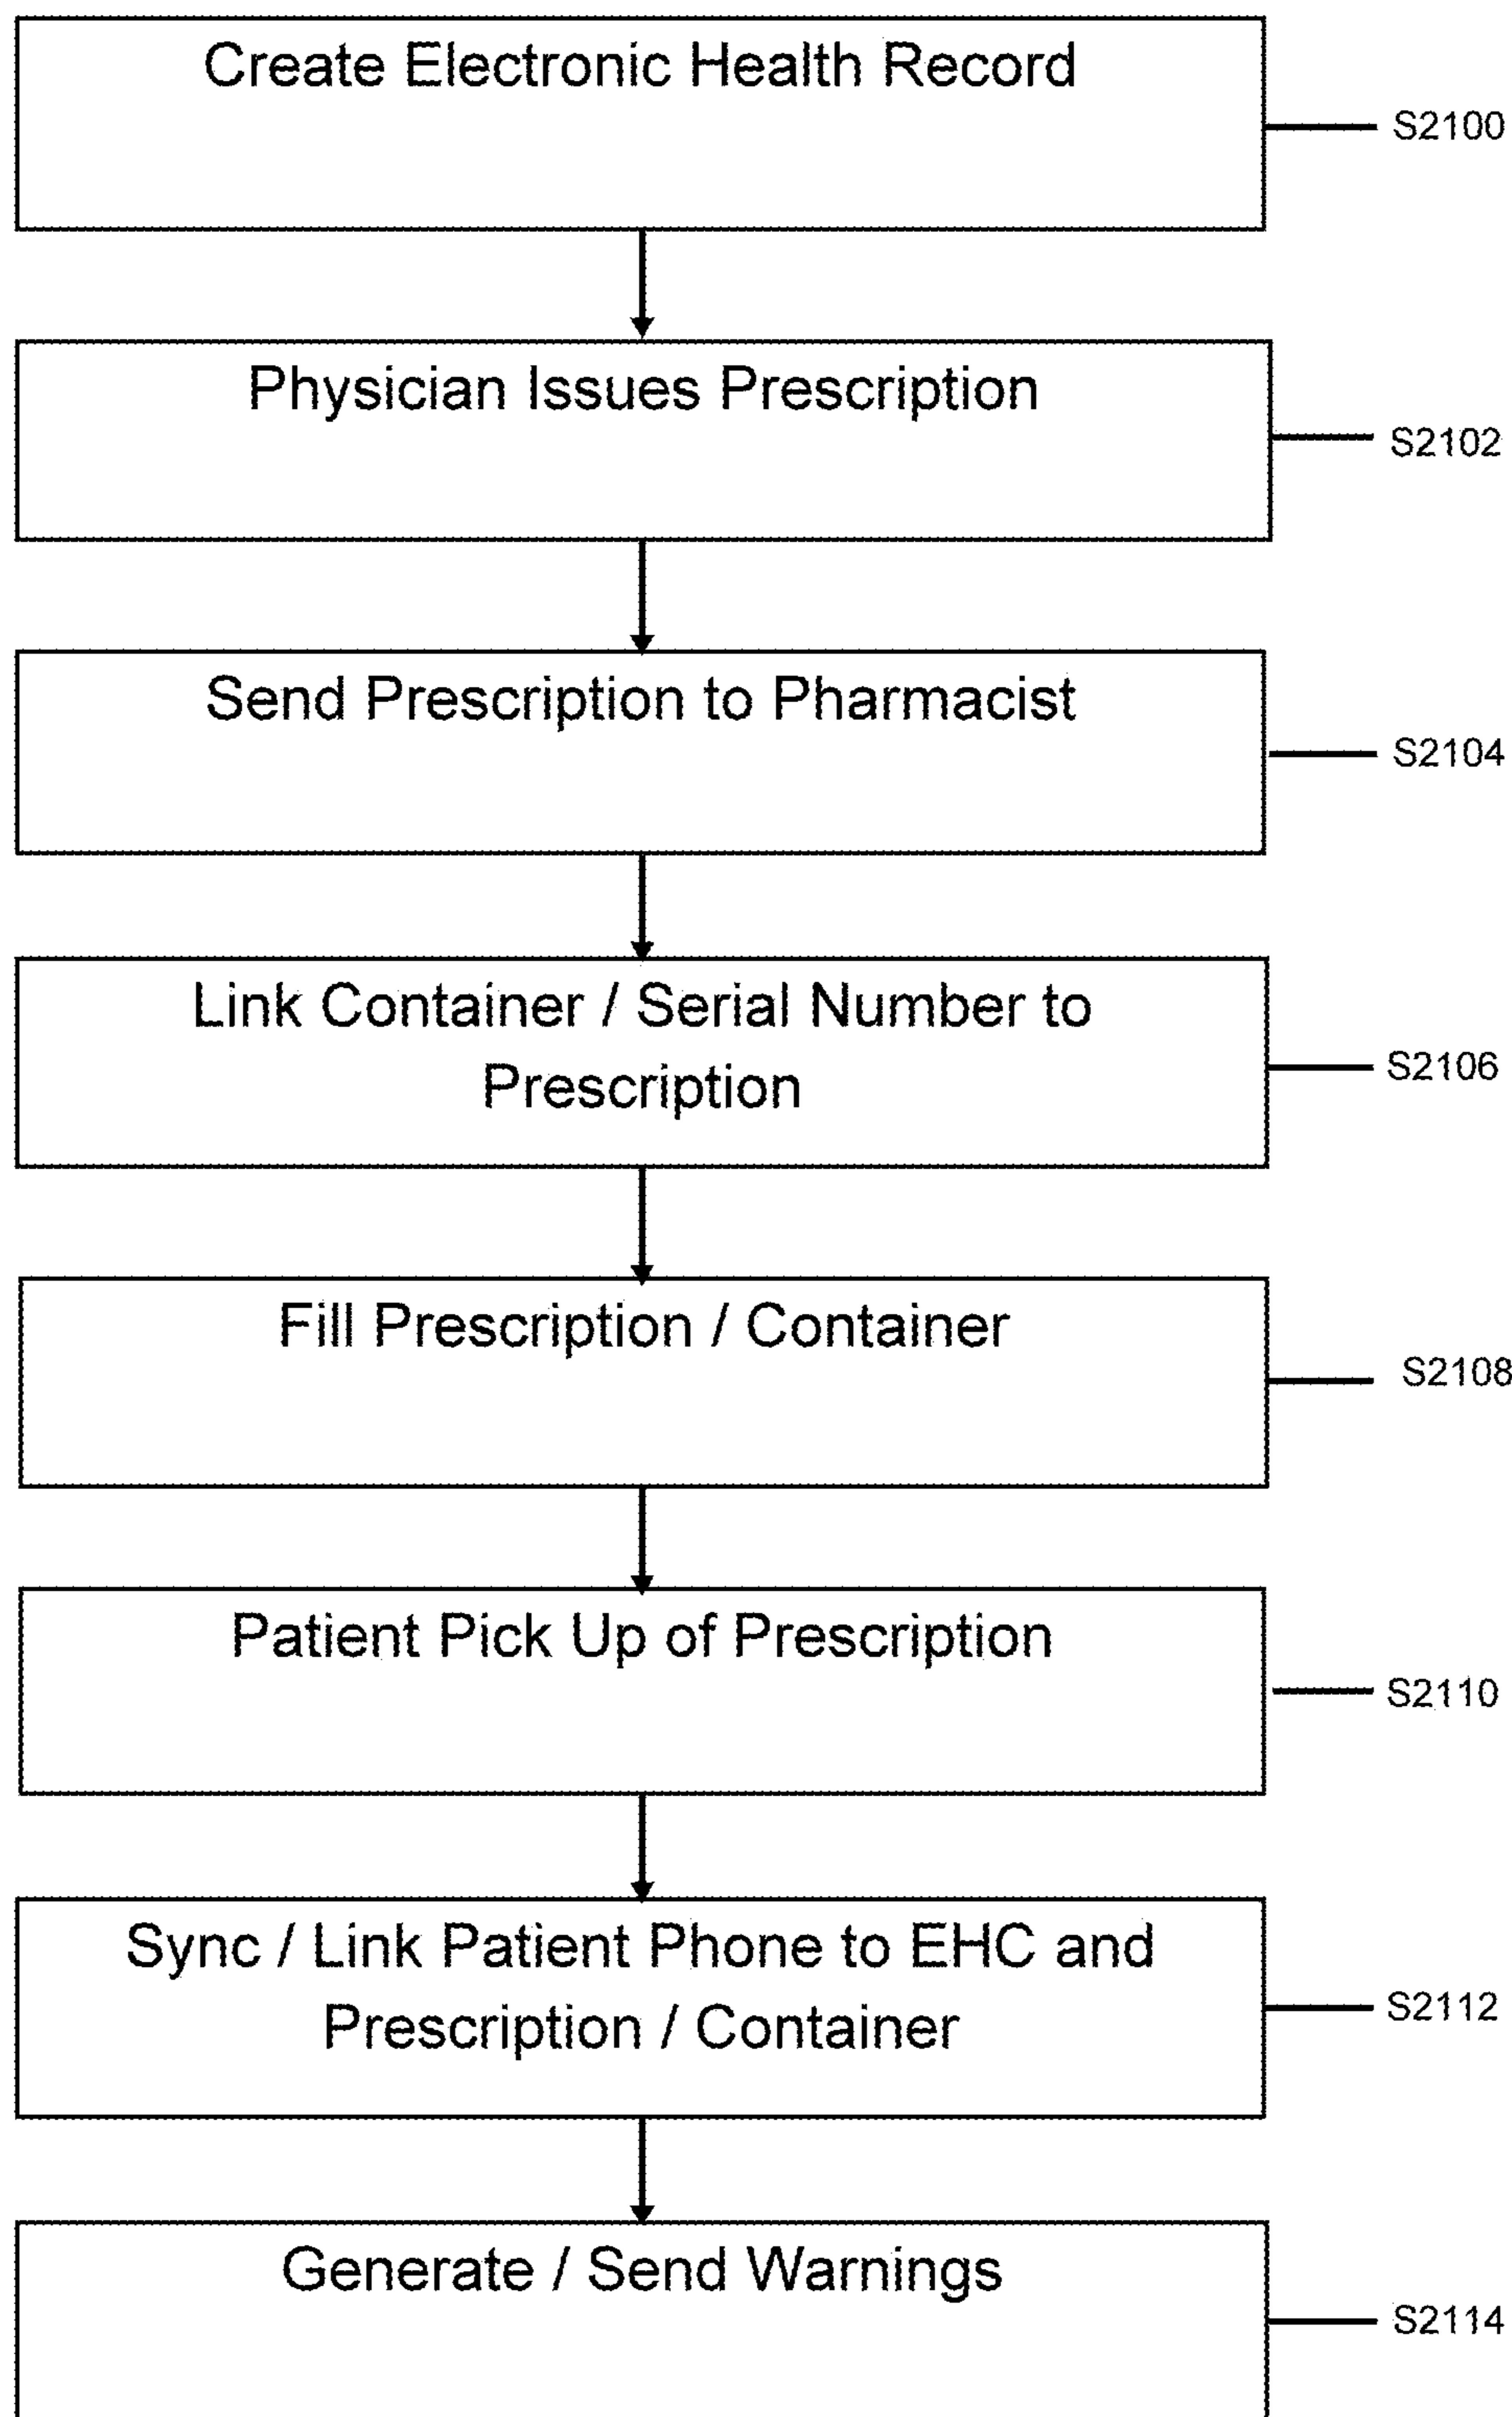 Create Electronic Health Record
S2100
Physician Issues Prescription
S2102
Send Prescription to Pharmacist
S2104
Link Container / Serial Number to
Prescription
S2106
Fill Prescription / Container
S2108
Patient Pick Up of Prescription
S2110
Sync / Link Patient Phone to EHC and
Prescription / Container
S2112
Generate / Send Warnings
S2114